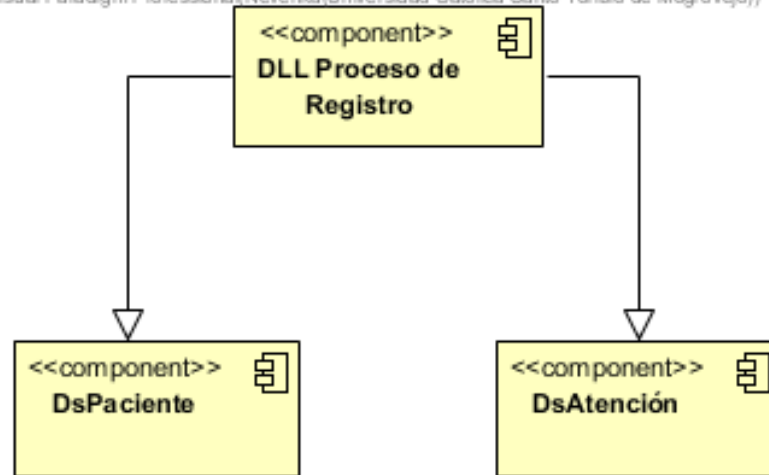 <<component>>
DLL Proceso de
Registro
<<component>>
DsPaciente
<<component>>
DsAtención